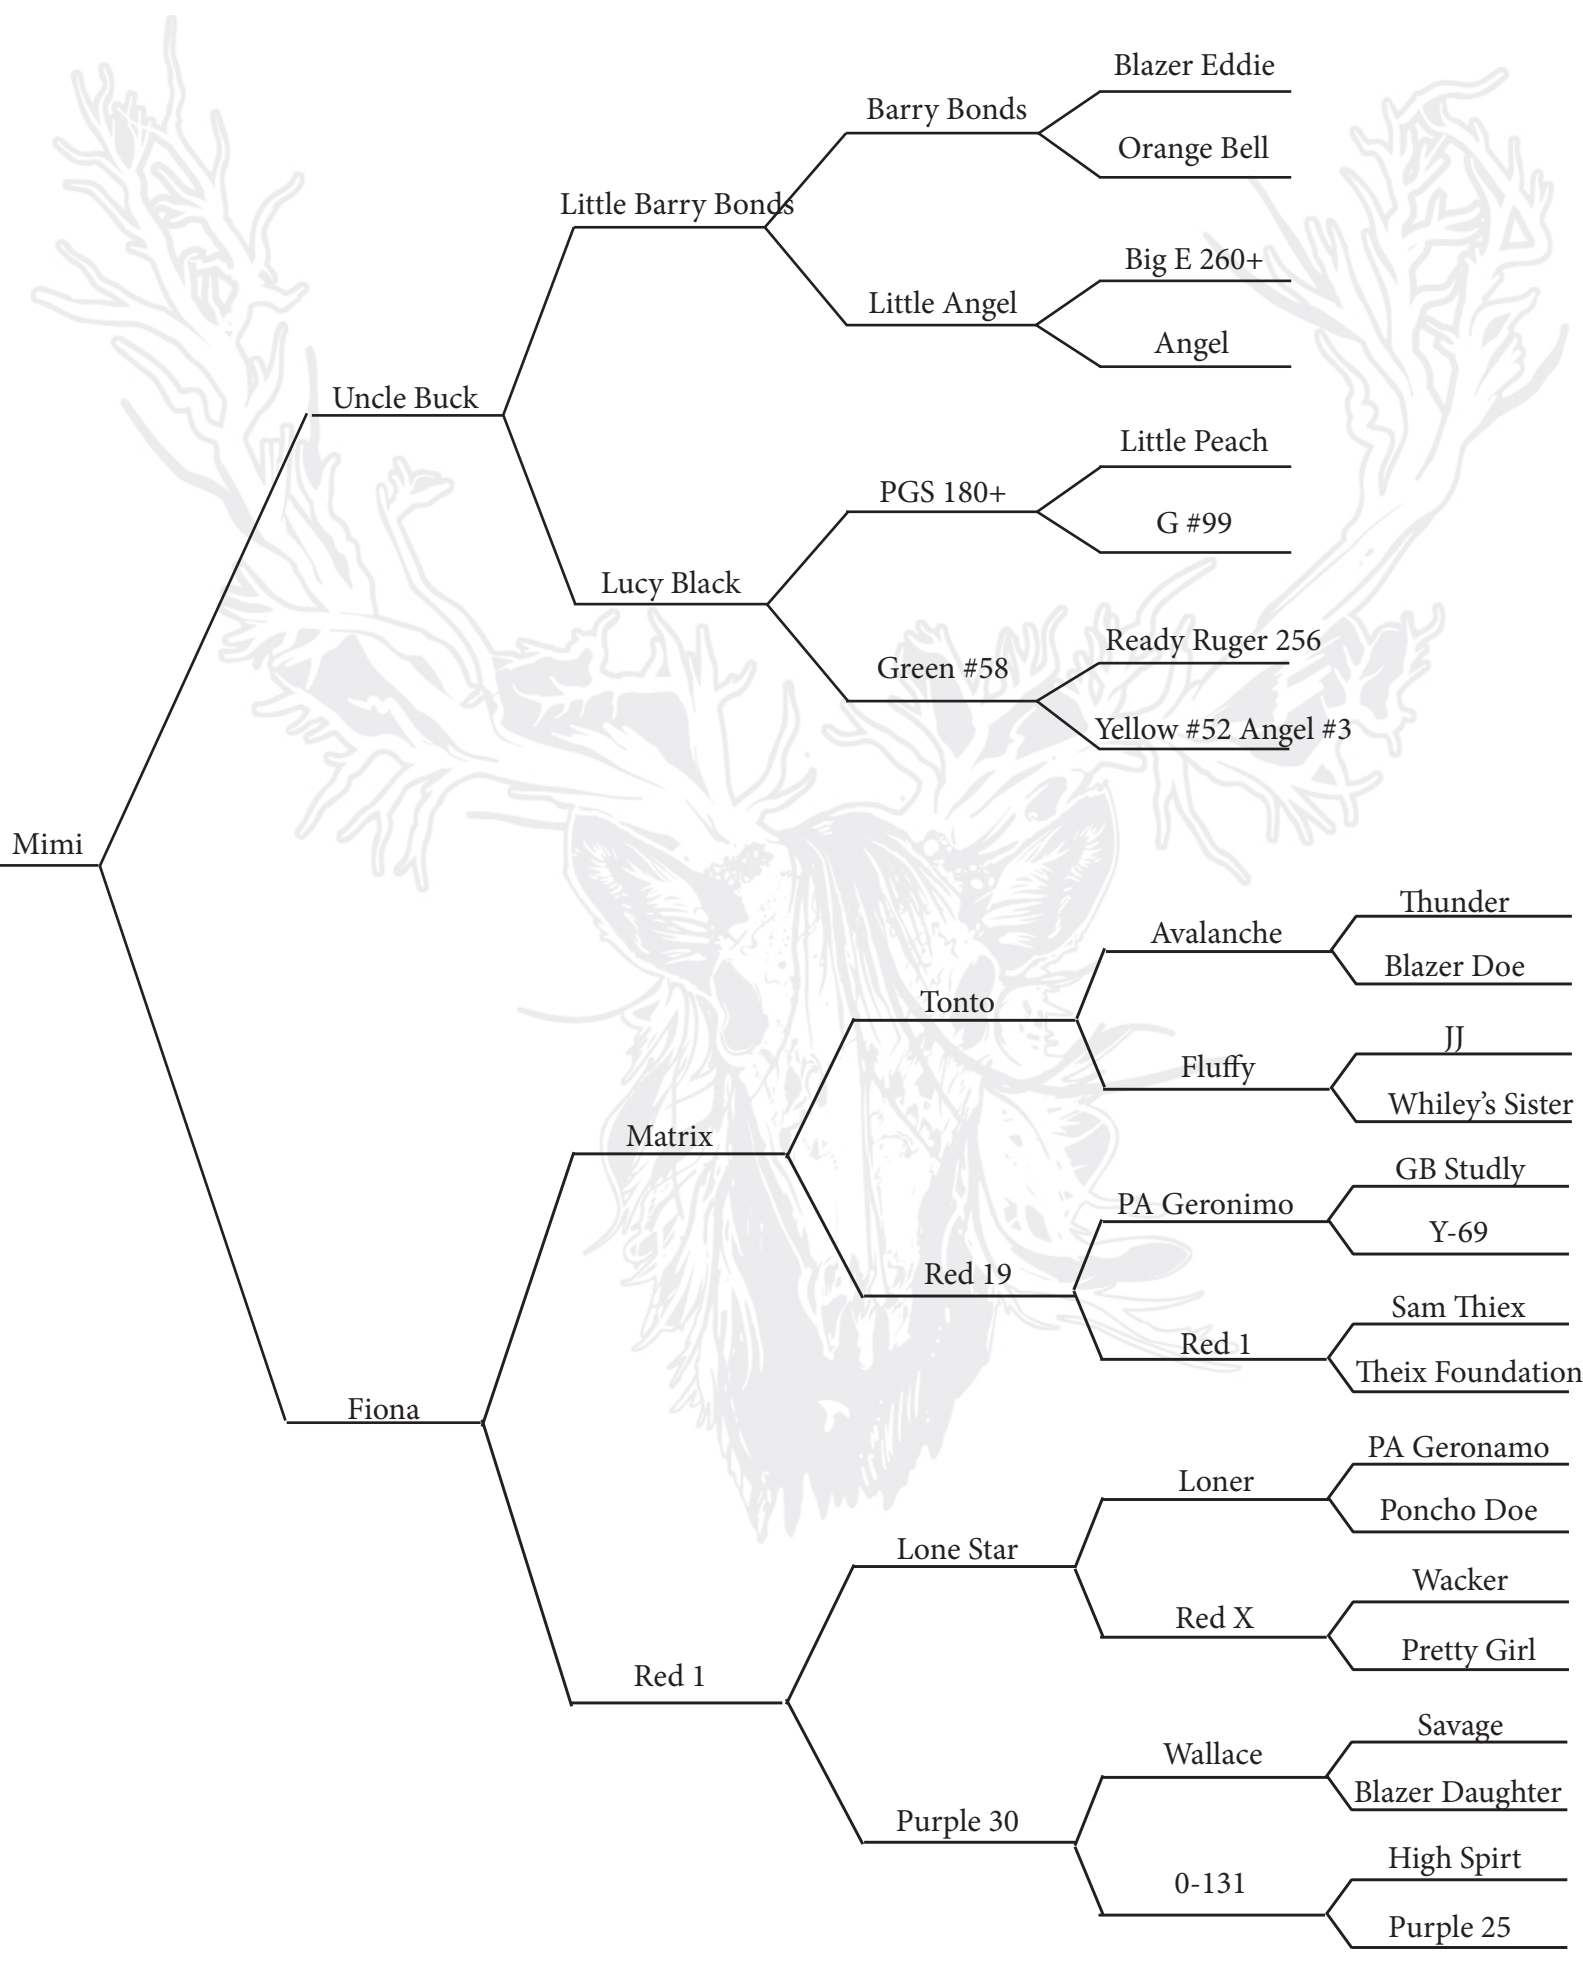 Blazer Eddie
Barry Bonds
Orange Bell
Little Barry Bonds
Big E 260+
Little Angel
Angel
Uncle Buck
Little Peach
PGS 180+
G #99
Lucy Black
Ready Ruger 256
Green #58
Yellow #52 Angel #3
Mimi
Thunder
Avalanche
Blazer Doe
Tonto
JJ
Fluffy
Whiley's Sister
Matrix
GB Studly
PA Geronimo
Y-69
Red 19
Sam Thiex
Red 1
Theix Foundation
Fiona
PA Geronamo
Loner
Poncho Doe
Lone Star
Wacker
Red X
Pretty Girl
Red 1
Savage
Wallace
Blazer Daughter
Purple 30
High Spirt
0-131
Purple 25